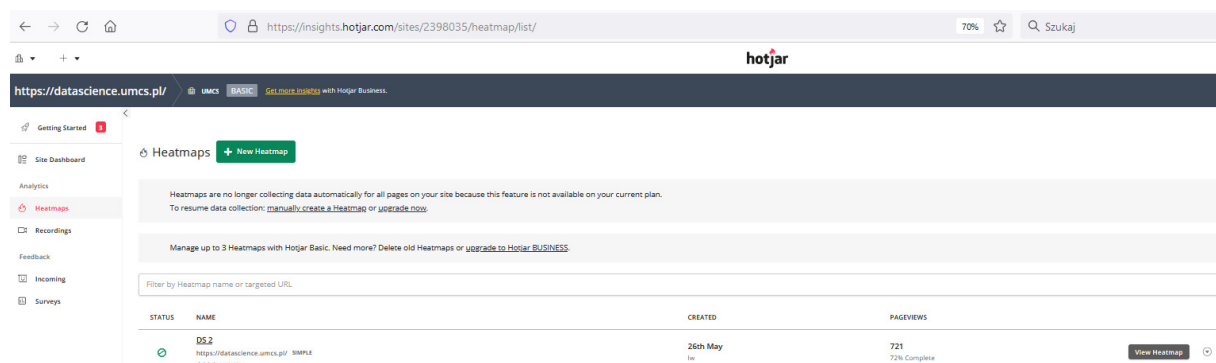 https://insights.hotjar.com/sites/2398035/heatmap/list/ 70% Szukaj
hotjar
https://datascience.umcs.pl/ UMCS BASIC Get more insights with Hotjar Business.
Getting Started 3
Site Dashboard
Heatmaps + New Heatmap
Analytics
Heatmaps are no longer collecting data automatically for all pages on your site because this feature is not available on your current plan.
Heatmaps
To resume data collection: manually create a Heatmap or upgrade now.
Recordings
Manage up to 3 Heatmaps with Hotjar Basic. Need more? Delete old Heatmaps or upgrade to Hotjar BUSINESS.
Feedback
Incoming
Filter by Heatmap name or targeted URL
Surveys
STATUS NAME CREATED PAGEVIEWS
DS 2 26th May 721
https://datascience.umcs.pl/ SIMPLE lw 72% Complete View Heatmap